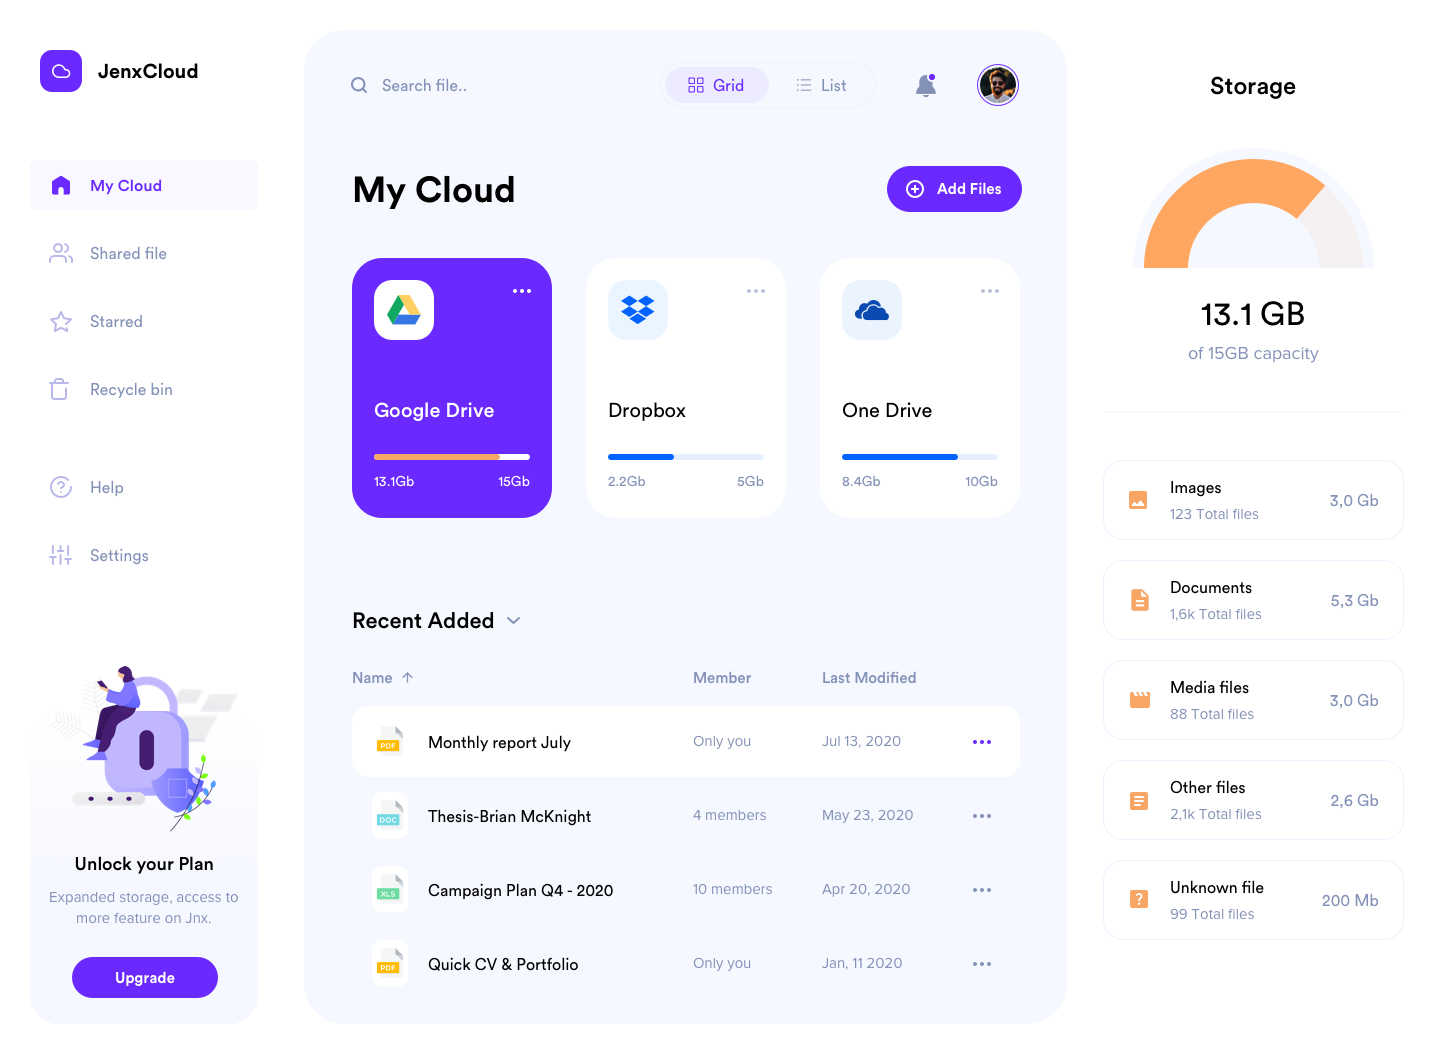 JenxCloud
My Cloud
Shared file
Starred
Recycle bin
Help
Settings
Unlock your Plan
Expanded storage, access to
more feature on Jnx.
Upgrade
Search file..
Grid
List
My Cloud
Add Files
Google Drive
13.1Gb
15Gb
Dropbox
2.2Gb
5Gb
One Drive
8.4Gb
10Gb
Recent Added
Name
Member
Last Modified
PDF
Monthly report July
Only you
Jul 13, 2020
DOC
Thesis-Brian McKnight
4 members
May 23, 2020
XLS
Campaign Plan Q4 - 2020
10 members
Apr 20, 2020
PDF
Quick CV & Portfolio
Only you
Jan, 11 2020
Storage
13.1 GB
of 15GB capacity
Images
123 Total files
3,0 Gb
Documents
1,6k Total files
5,3 Gb
Media files
88 Total files
3,0 Gb
Other files
2,1k Total files
2,6 Gb
Unknown file
99 Total files
200 Mb